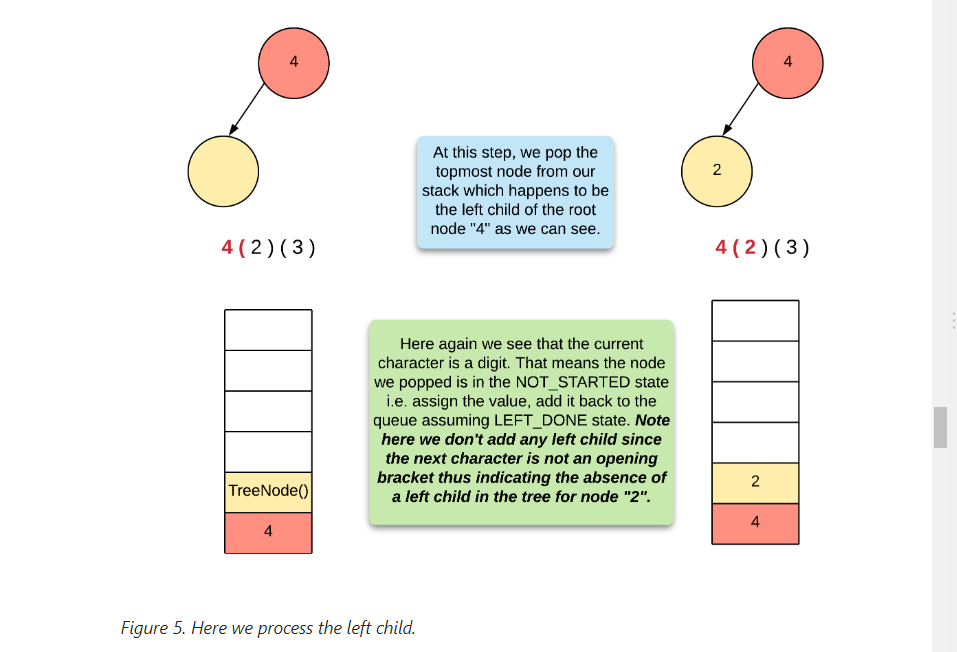 4
4
2
At this step, we pop the
topmost node from our
stack which happens to be
the left child of the root
node "4" as we can see.
4 ( 2 ) ( 3 )
4 ( 2 ) ( 3 )
Here again we see that the current
character is a digit. That means the node
we popped is in the NOT_STARTED state
i.e. assign the value, add it back to the
queue assuming LEFT_DONE state. Note
here we don't add any left child since
the next character is not an opening
bracket thus indicating the absence of
a left child in the tree for node "2".
TreeNode()
4
2
4
Figure 5. Here we process the left child.